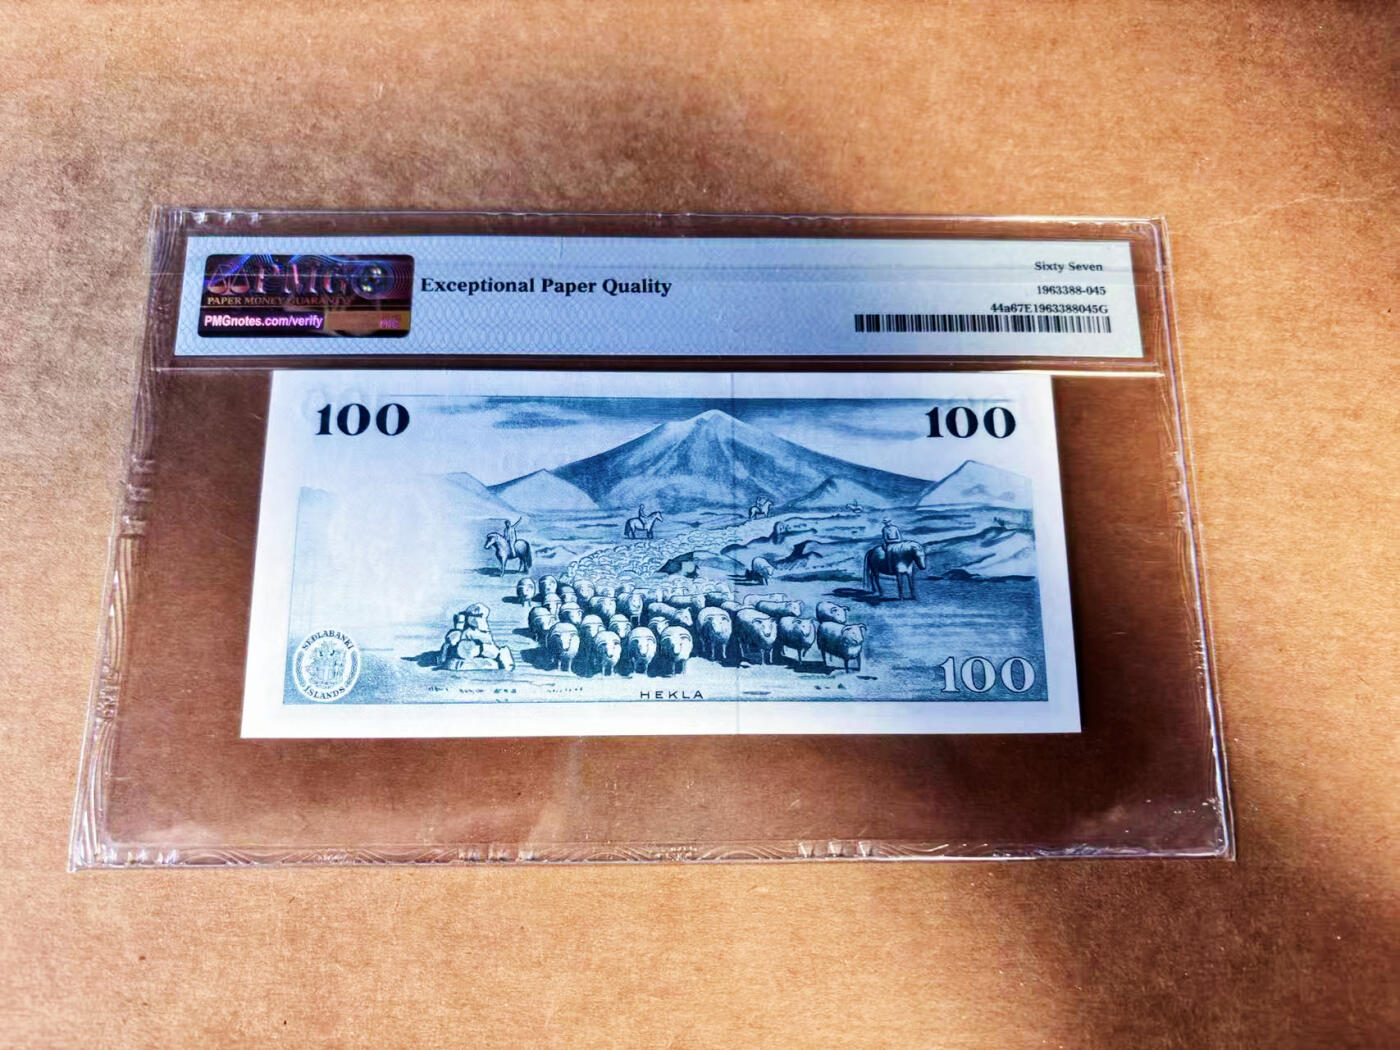 PMG
PAPER MONEY GUARANTY
PMGnotes.com/verify
PMG
Exceptional Paper Quality
Sixty Seven
1963388-045
44a67E1963388045G
100
100
SEÐLABANKI
ÍSLANDS
HEKLA
100